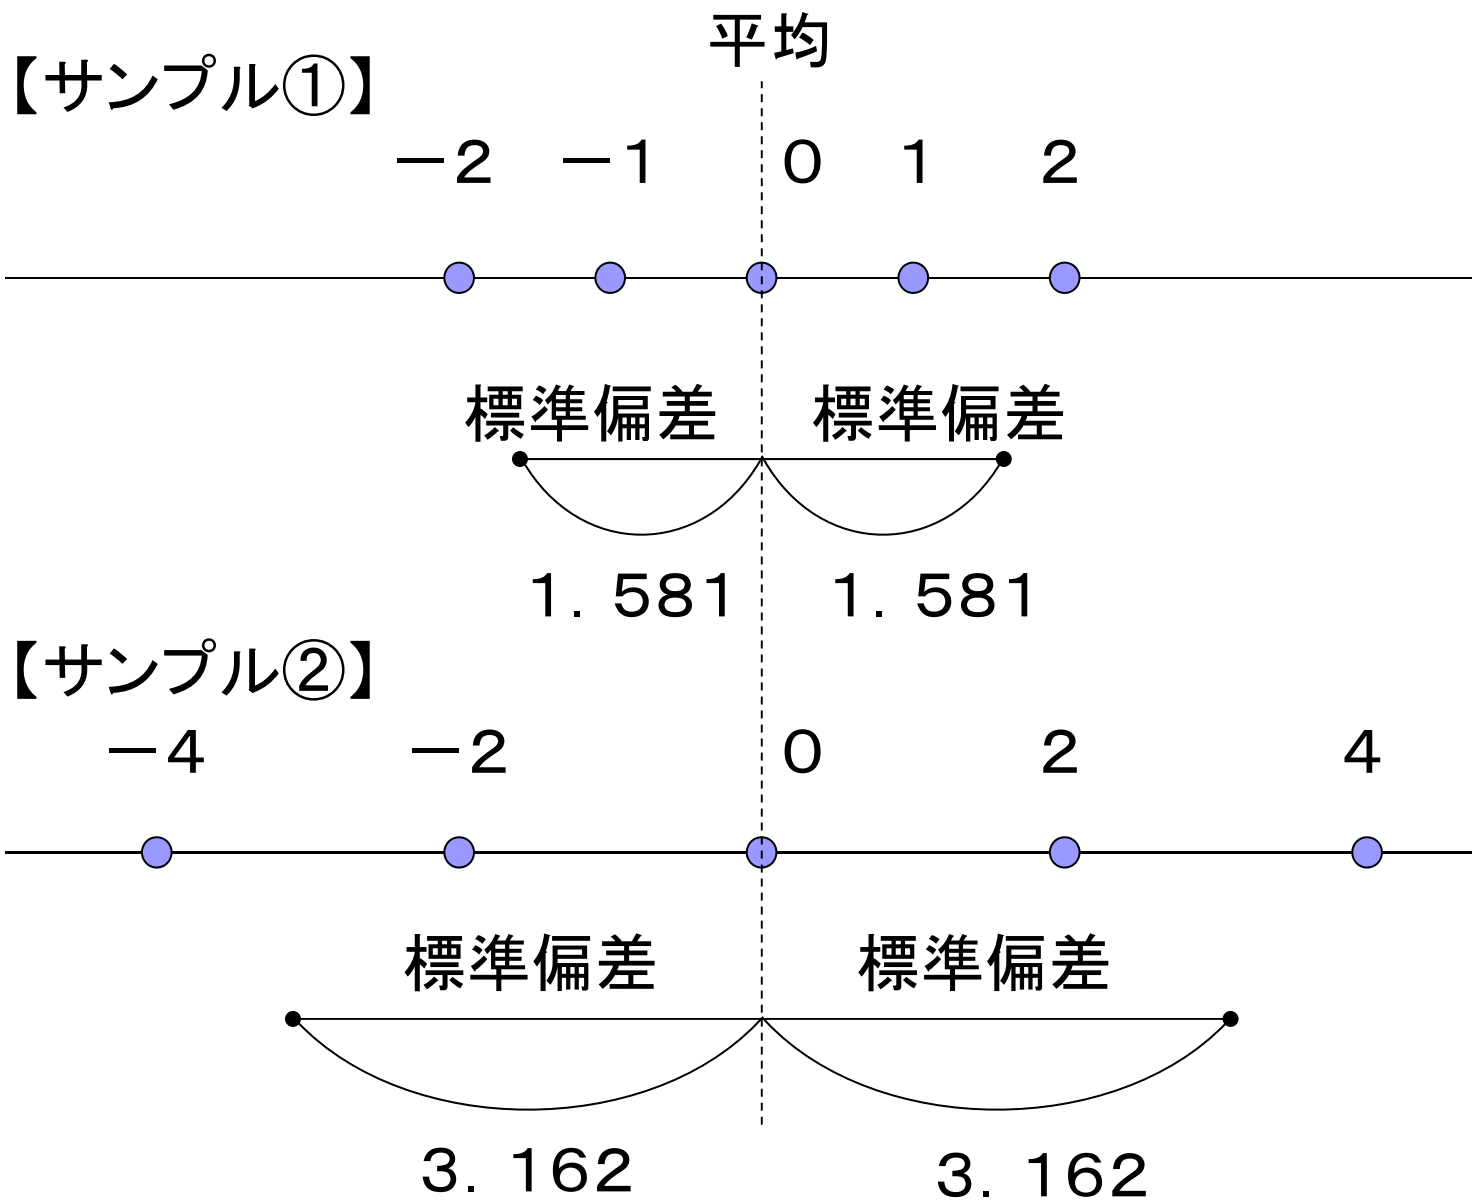 平均
【サンプル①】
－２ －１ ０ １ ２
標準偏差 標準偏差
１．５８１ １．５８１
【サンプル②】
－４ －２ ０ ２ ４
標準偏差 標準偏差
３．１６２ ３．１６２